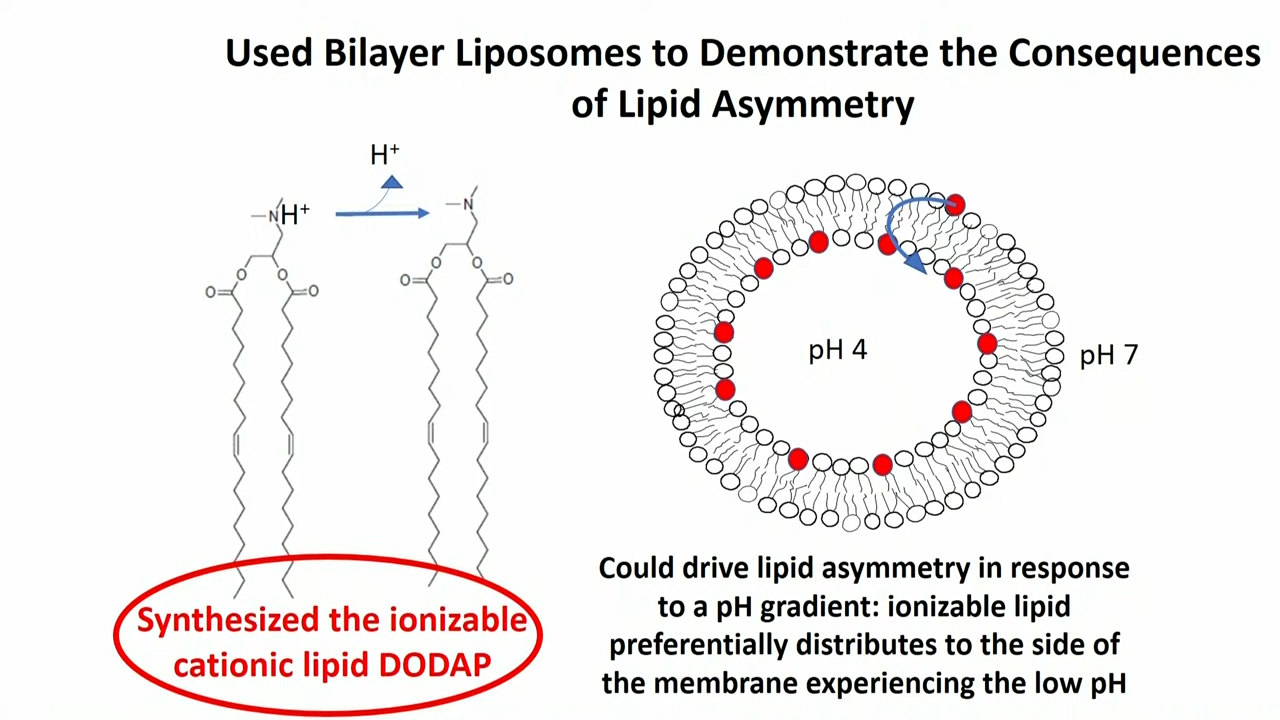 Used Bilayer Liposomes to Demonstrate the Consequences
of Lipid Asymmetry
H⁺
NH⁺
N
O
O
O
O
O
O
O
O
pH 4
pH 7
Synthesized the ionizable
cationic lipid DODAP
Could drive lipid asymmetry in response
to a pH gradient: ionizable lipid
preferentially distributes to the side of
the membrane experiencing the low pH